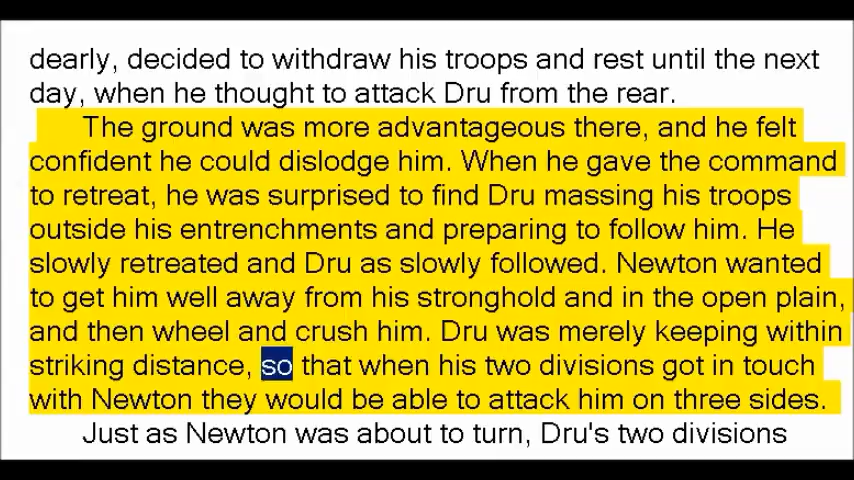 dearly, decided to withdraw his troops and rest until the next
day, when he thought to attack Dru from the rear.
The ground was more advantageous there, and he felt
confident he could dislodge him. When he gave the command
to retreat, he was surprised to find Dru massing his troops
outside his entrenchments and preparing to follow him. He
slowly retreated and Dru as slowly followed. Newton wanted
to get him well away from his stronghold and in the open plain,
and then wheel and crush him. Dru was merely keeping within
striking distance, so that when his two divisions got in touch
with Newton they would be able to attack him on three sides.
Just as Newton was about to turn, Dru's two divisions